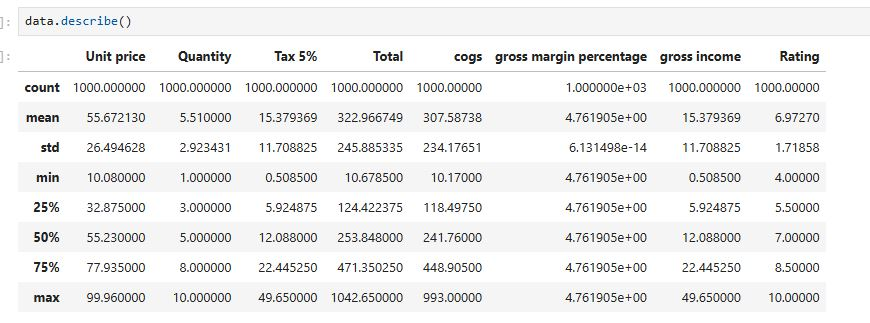 ]: data.describe()
]: Unit price Quantity Tax 5% Total cogs gross margin percentage gross income Rating
count 1000.000000 1000.000000 1000.000000 1000.000000 1000.00000 1.000000e+03 1000.000000 1000.00000
mean 55.672130 5.510000 15.379369 322.966749 307.58738 4.761905e+00 15.379369 6.97270
std 26.494628 2.923431 11.708825 245.885335 234.17651 6.131498e-14 11.708825 1.71858
min 10.080000 1.000000 0.508500 10.678500 10.17000 4.761905e+00 0.508500 4.00000
25% 32.875000 3.000000 5.924875 124.422375 118.49750 4.761905e+00 5.924875 5.50000
50% 55.230000 5.000000 12.088000 253.848000 241.76000 4.761905e+00 12.088000 7.00000
75% 77.935000 8.000000 22.445250 471.350250 448.90500 4.761905e+00 22.445250 8.50000
max 99.960000 10.000000 49.650000 1042.650000 993.00000 4.761905e+00 49.650000 10.00000